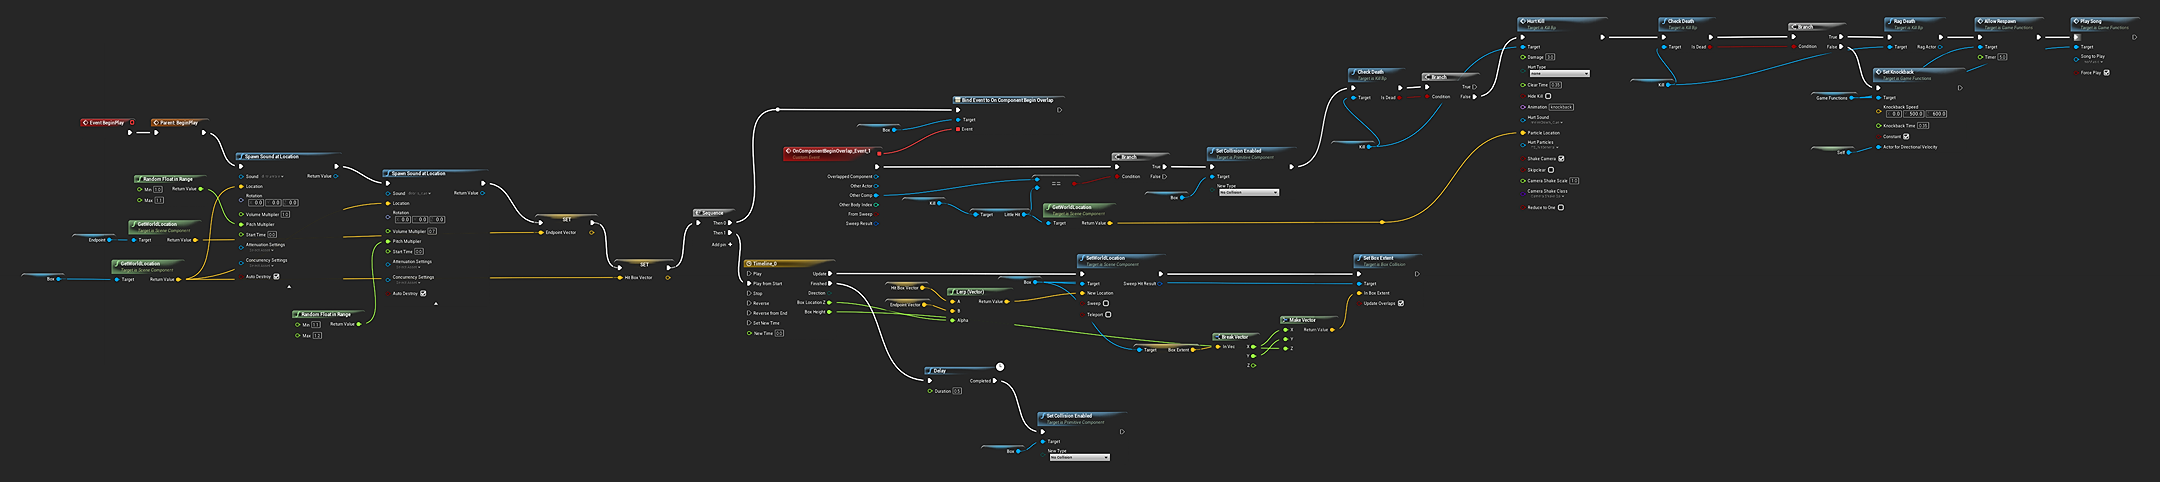 Event BeginPlay
Parent: BeginPlay
Spawn Sound at Location
Sound
Return Value
Location
Rotation
0.0 0.0 0.0
Volume Multiplier 1.0
Pitch Multiplier
Start Time 0.0
Attenuation Settings
Concurrency Settings
Auto Destroy
Random Float in Range
Min 1.0
Return Value
Max 1.1
GetWorldLocation
Target is Scene Component
Endpoint
Target
Return Value
GetWorldLocation
Target is Scene Component
Box
Target
Return Value
Spawn Sound at Location
Sound
Return Value
Location
Rotation
0.0 0.0 0.0
Volume Multiplier 0.7
Pitch Multiplier
Start Time 0.0
Attenuation Settings
Concurrency Settings
Auto Destroy
Random Float in Range
Min 1.1
Return Value
Max 1.2
SET
Endpoint Vector
SET
Hit Box Vector
Sequence
Then 0
Then 1
Add pin
Bind Event to On Component Begin Overlap
Box
Target
Event
OnComponentBeginOverlap_Event_1
Custom Event
Overlapped Component
Other Actor
Other Comp
Other Body Index
From Sweep
Sweep Result
Kill
Target
Little Hit
==
Branch
True
Condition
False
GetWorldLocation
Target is Scene Component
Target
Return Value
Set Collision Enabled
Target is Primitive Component
Box
Target
New Type
No Collision
Check Death
Target is Kill Bp
Target
Is Dead
Kill
Branch
True
Condition
False
Hurt Kill
Target is Kill Bp
Target
Damage
Hurt Type
Clear Time 0.35
Hide Kill
Animation knockback
Hurt Sound
Particle Location
Hurt Particles
Shake Camera
Skipclear
Camera Shake Scale 1.0
Camera Shake Class
Reduce to One
Check Death
Target is Kill Bp
Target
Is Dead
Kill
Branch
True
Condition
False
Rag Death
Target is Kill Bp
Target
Rag Actor
Allow Respawn
Target is Game Functions
Target
Timer
Play Song
Target is Game Functions
Target
Song to Play
Force Play
Set Knockback
Target is Game Functions
Game Functions
Target
Knockback Speed
0.0 500.0 600.0
Knockback Time 0.35
Constant
Self
Actor for Directional Velocity
Timeline_0
Play
Update
Play from Start
Finished
Stop
Direction
Reverse
Box Location Z
Reverse from End
Box Height
Set New Time
New Time 0.0
Hit Box Vector
Endpoint Vector
Lerp (Vector)
A
Return Value
B
Alpha
SetWorldLocation
Target is Scene Component
Box
Target
Sweep Hit Result
New Location
Sweep
Teleport
Target
Box Extent
Break Vector
In Vec
X
Y
Z
Make Vector
X
Return Value
Y
Z
Set Box Extent
Target is Box Collision
Target
In Box Extent
Update Overlaps
Delay
Completed
Duration 0.5
Set Collision Enabled
Target is Primitive Component
Box
Target
New Type
No Collision